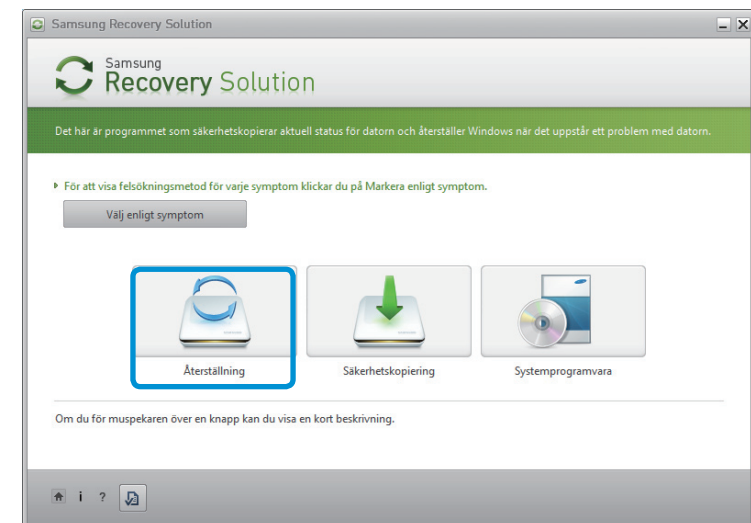 Samsung Recovery Solution
Samsung
Recovery Solution
Det här är programmet som säkerhetskopierar aktuell status för datorn och återställer Windows när det uppstår ett problem med datorn.
För att visa felsökningsmetod för varje symptom klickar du på Markera enligt symptom.
Välj enligt symptom
Återställning Säkerhetskopiering Systemprogramvara
Om du för muspekaren över en knapp kan du visa en kort beskrivning.
i ?